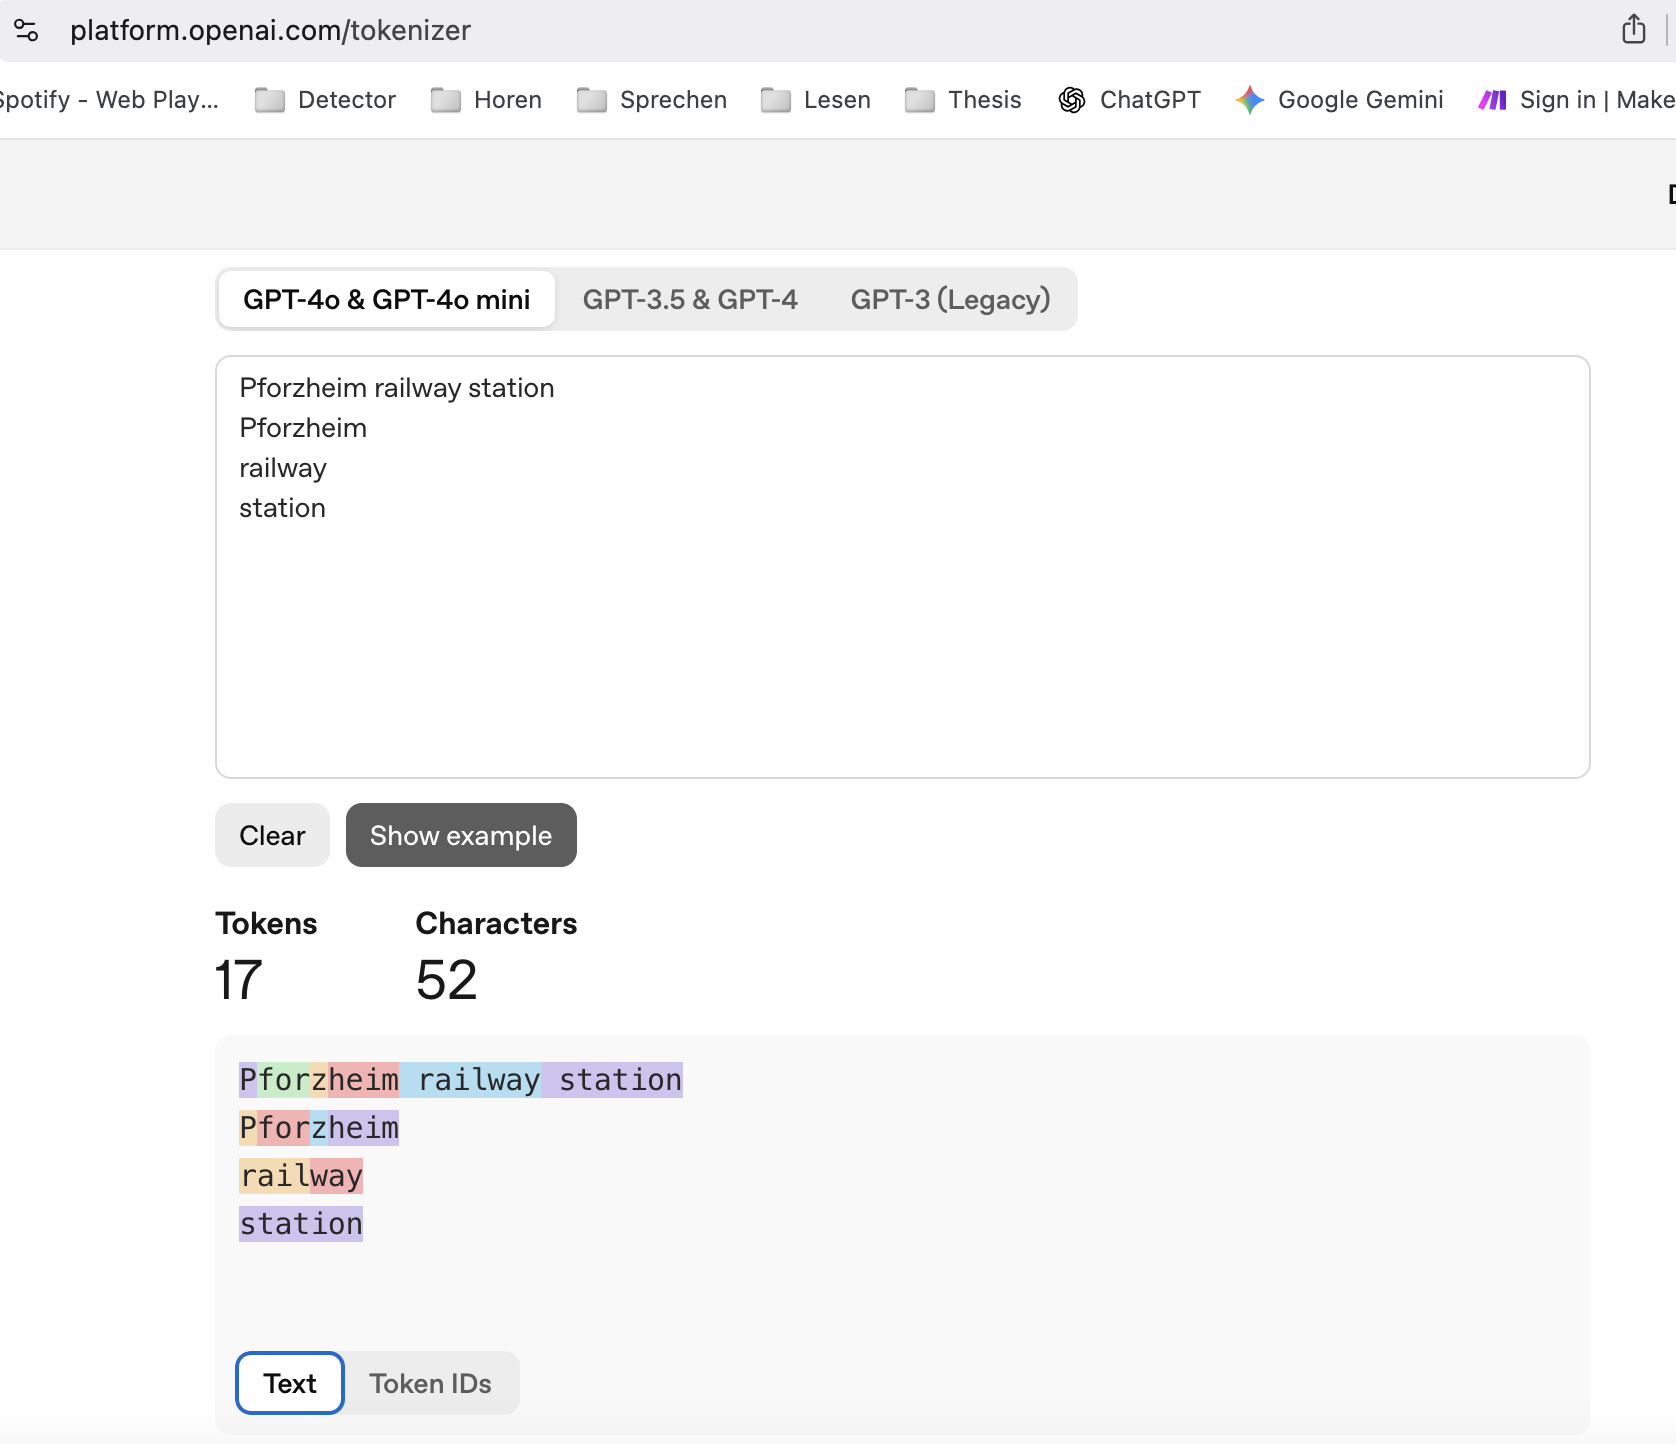 platform.openai.com/tokenizer
Spotify - Web Play... Detector Horen Sprechen Lesen Thesis ChatGPT Google Gemini Sign in | Make
GPT-4o & GPT-4o mini GPT-3.5 & GPT-4 GPT-3 (Legacy)
Pforzheim railway station
Pforzheim
railway
station
Clear Show example
Tokens Characters
17 52
Pforzheim railway station
Pforzheim
railway
station
Text Token IDs